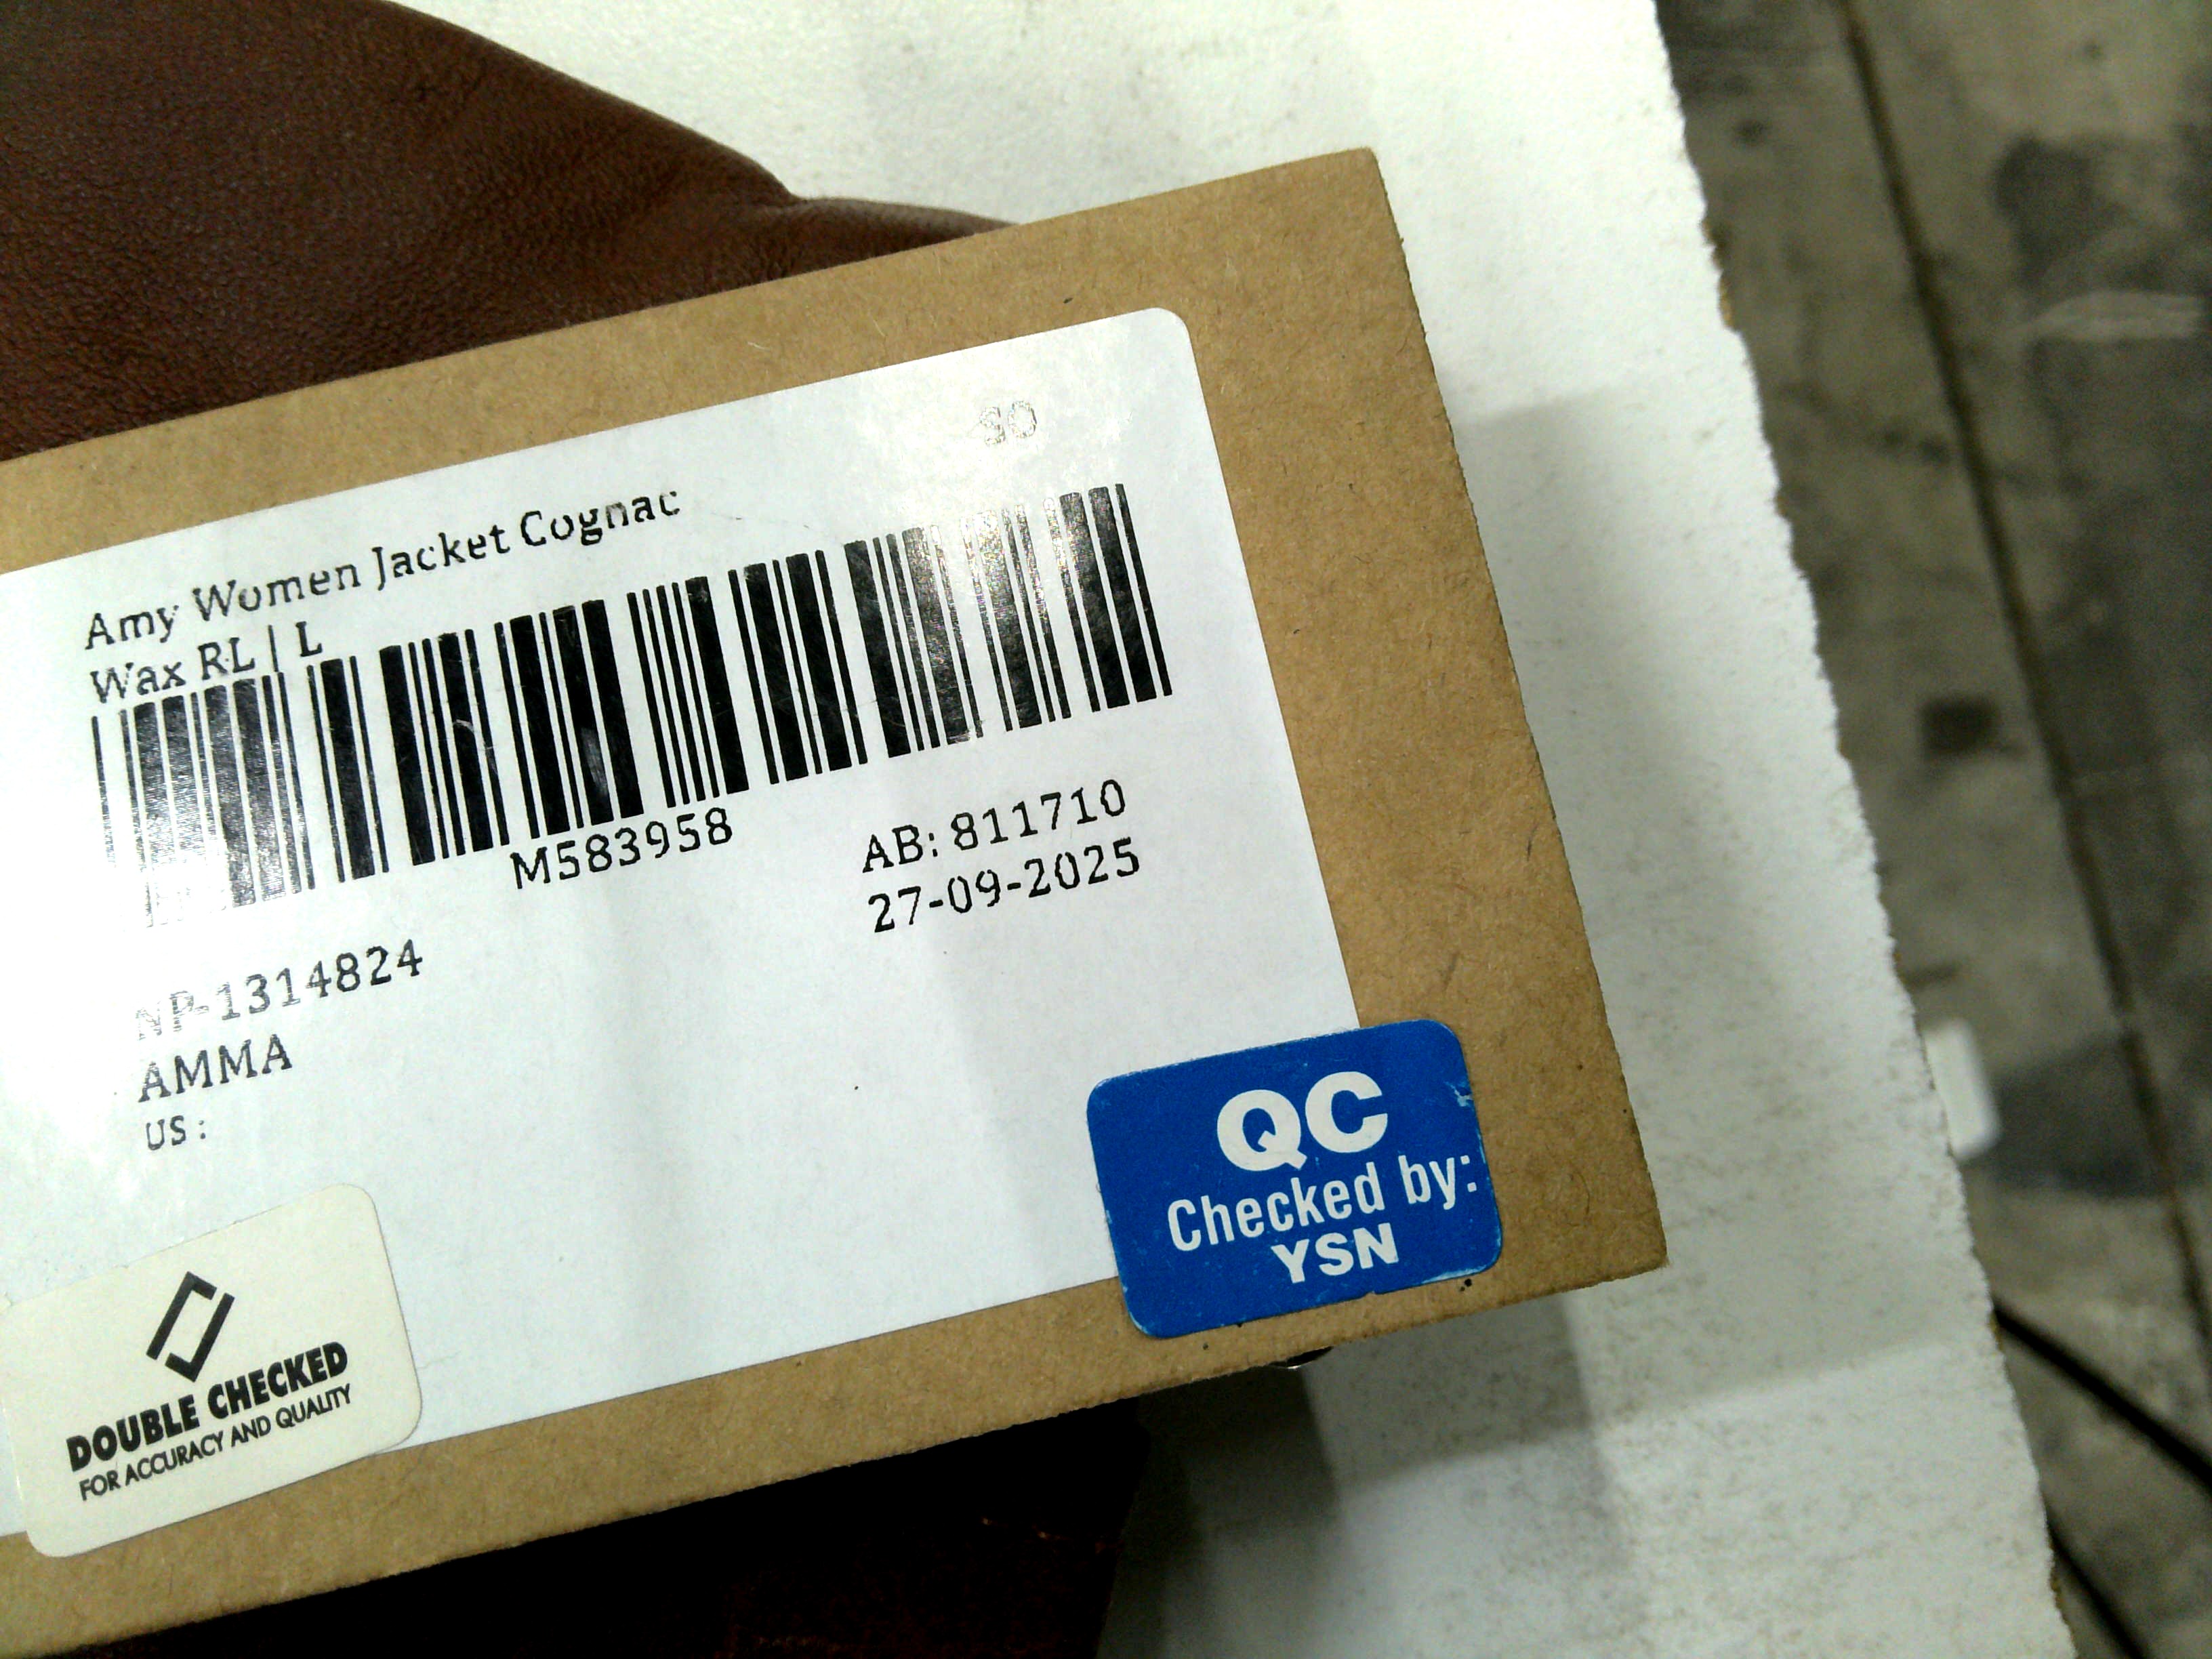 SO
Amy Women Jacket Cognac
Wax RL | L
M583958
AB: 811710
27-09-2025
NP-1314824
AMMA
US :
QC
Checked by:
YSN
DOUBLE CHECKED
FOR ACCURACY AND QUALITY